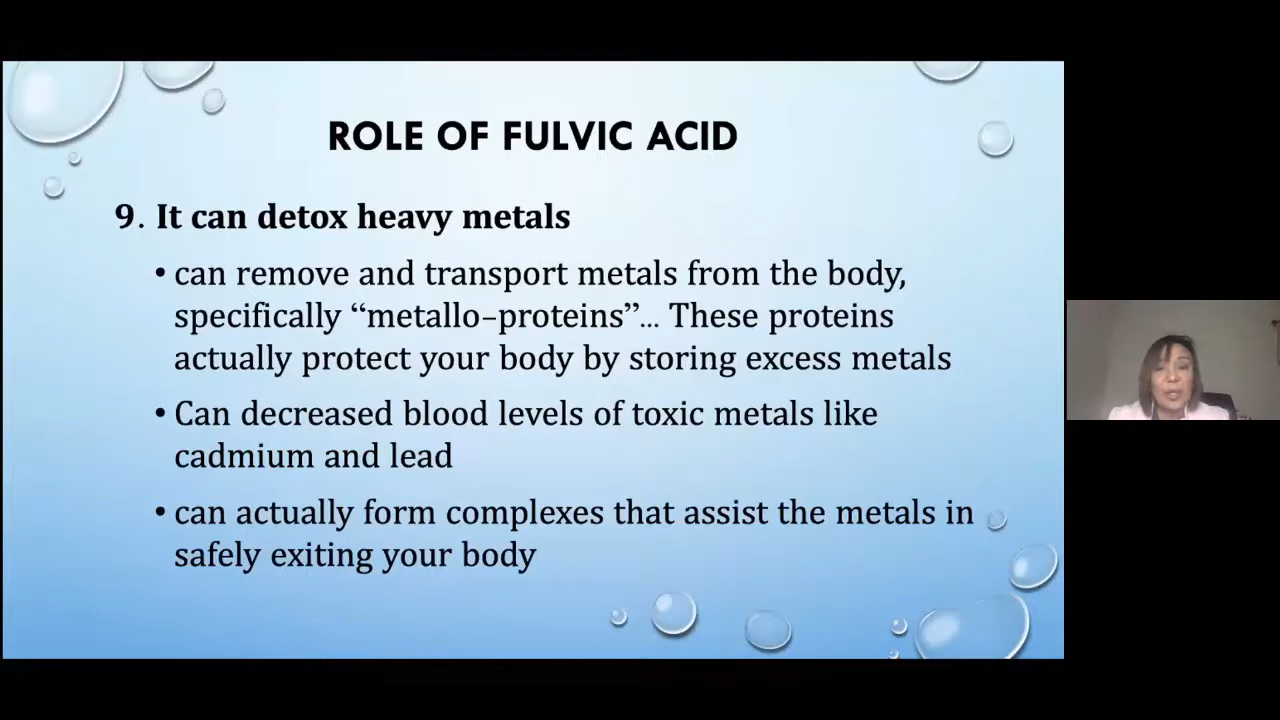 ROLE OF FULVIC ACID
9. It can detox heavy metals
• can remove and transport metals from the body,
specifically “metallo–proteins”... These proteins
actually protect your body by storing excess metals
• Can decreased blood levels of toxic metals like
cadmium and lead
• can actually form complexes that assist the metals in
safely exiting your body